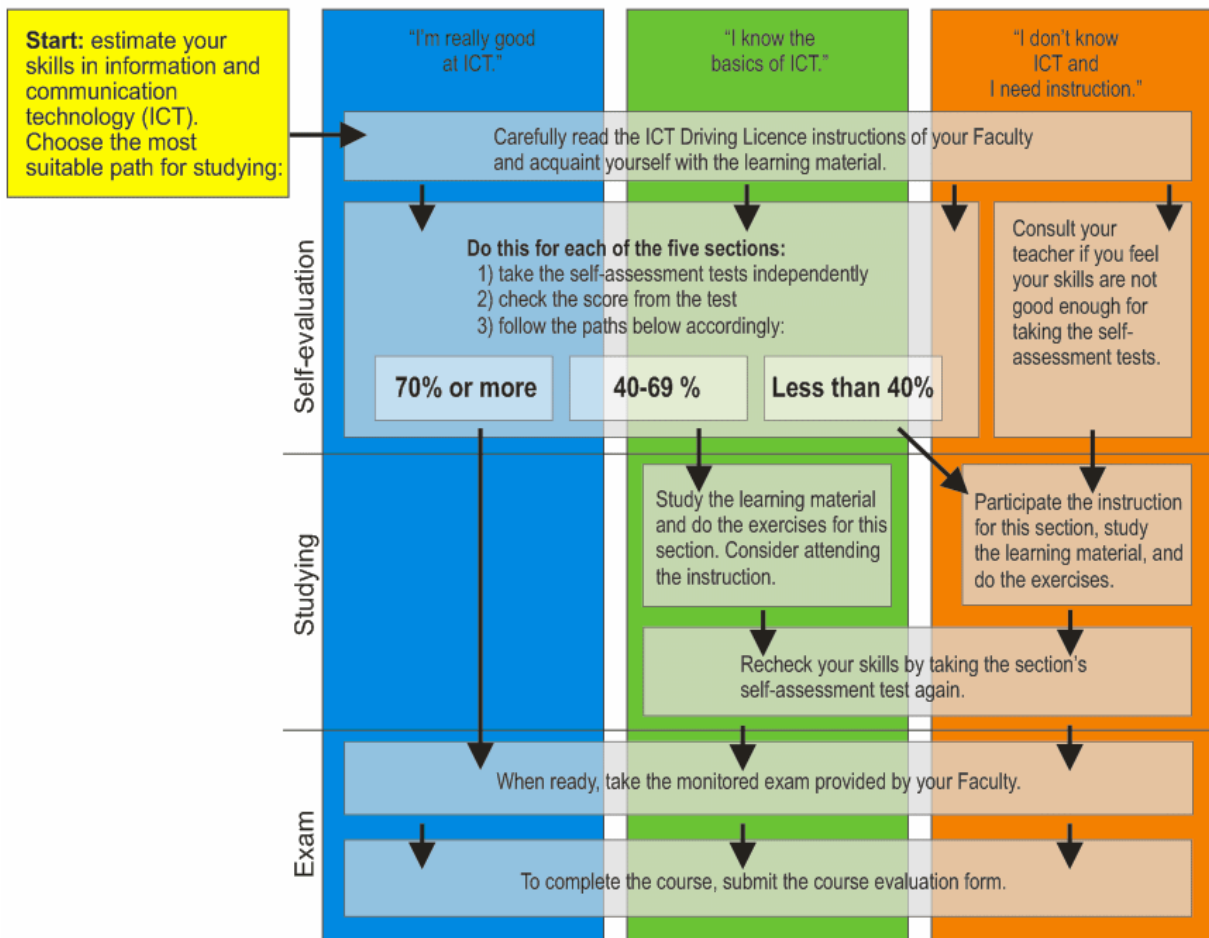 Start: estimate your
skills in information and
communication
technology (ICT).
Choose the most
suitable path for studying:
“I’m really good
at ICT.”
“I know the
basics of ICT.”
“I don’t know
ICT and
I need instruction.”
Carefully read the ICT Driving Licence instructions of your Faculty
and acquaint yourself with the learning material.
Self-evaluation
Do this for each of the five sections:
1) take the self-assessment tests independently
2) check the score from the test
3) follow the paths below accordingly:
70% or more
40-69 %
Less than 40%
Consult your
teacher if you feel
your skills are not
good enough for
taking the self-
assessment tests.
Studying
Study the learning material
and do the exercises for this
section. Consider attending
the instruction.
Participate the instruction
for this section, study
the learning material, and
do the exercises.
Recheck your skills by taking the section’s
self-assessment test again.
Exam
When ready, take the monitored exam provided by your Faculty.
To complete the course, submit the course evaluation form.